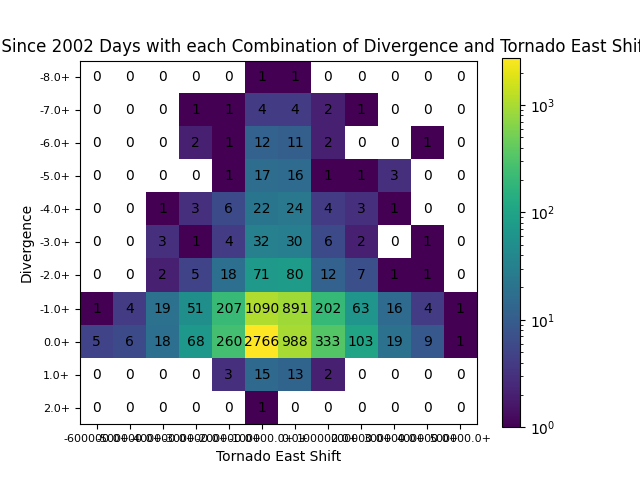 Since 2002 Days with each Combination of Divergence and Tornado East Shif
-8.0+ 0 0 0 0 0 1 1 0 0 0 0 0
-7.0+ 0 0 0 1 1 4 4 2 1 0 0 0
-6.0+ 0 0 0 2 1 12 11 2 0 0 1 0
-5.0+ 0 0 0 0 1 17 16 1 1 3 0 0
-4.0+ 0 0 1 3 6 22 24 4 3 1 0 0
-3.0+ 0 0 3 1 4 32 30 6 2 0 1 0
-2.0+ 0 0 2 5 18 71 80 12 7 1 1 0
-1.0+ 1 4 19 51 207 1090 891 202 63 16 4 1
0.0+ 5 6 18 68 260 2766 988 333 103 19 9 1
1.0+ 0 0 0 0 3 15 13 2 0 0 0 0
2.0+ 0 0 0 0 0 1 0 0 0 0 0 0
Divergence
Tornado East Shift
10³
10²
10¹
10⁰